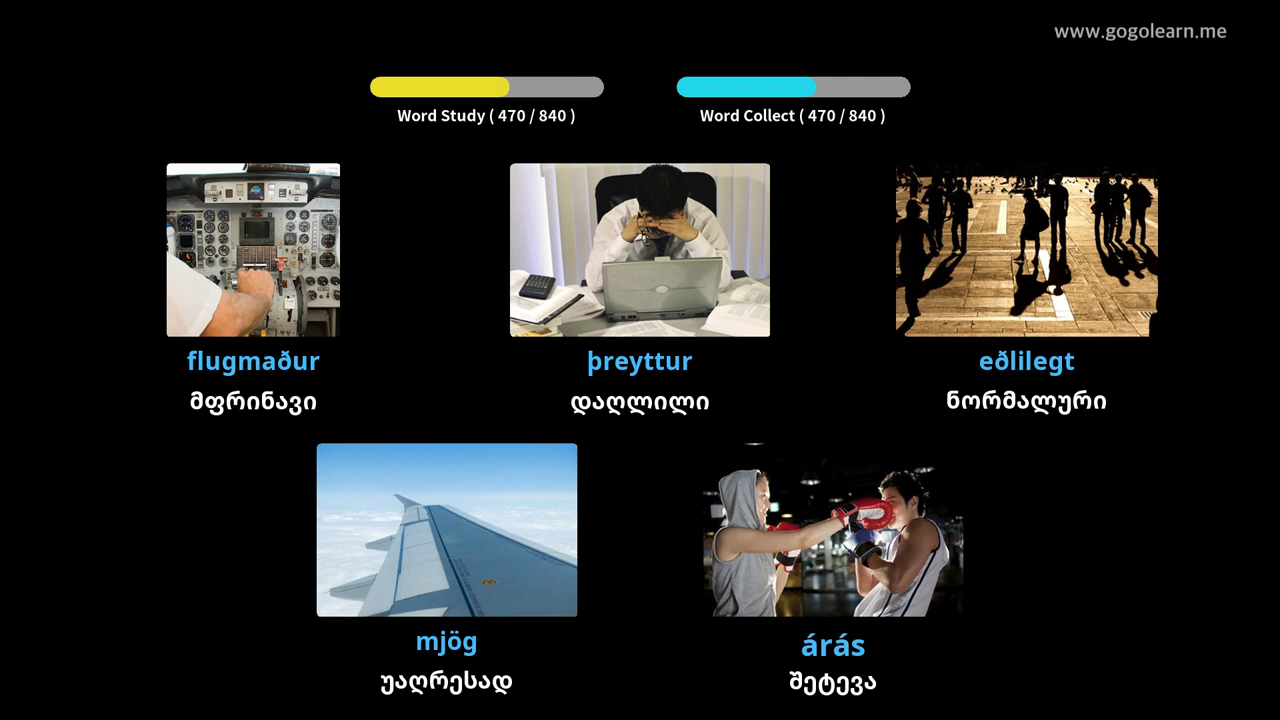 www.gogolearn.me
Word Study ( 470 / 840 )
Word Collect ( 470 / 840 )
flugmaður
მფრინავი
þreyttur
დაღლილი
eðlilegt
ნორმალური
mjög
უაღრესად
árás
შეტევა